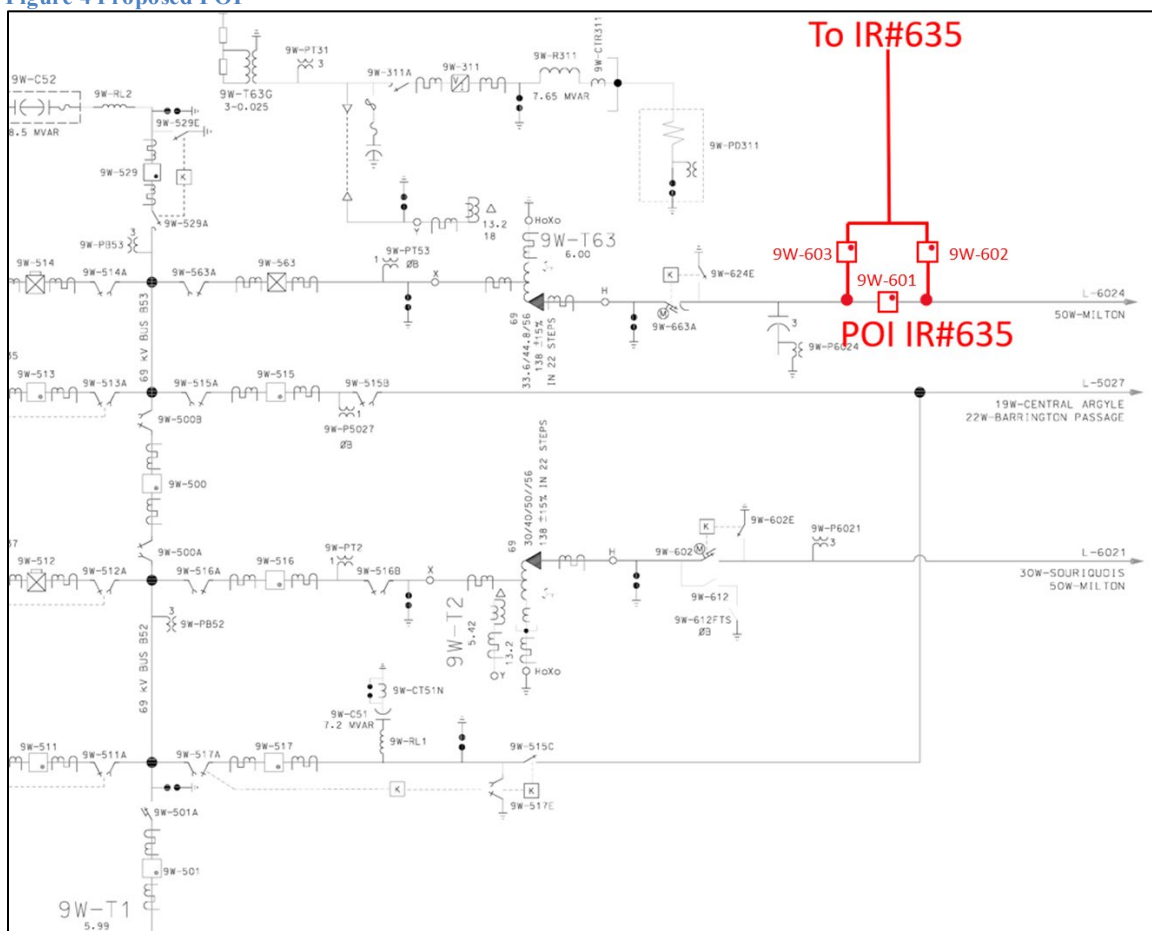 Figure 4 Proposed POI
To IR#635
9W-603
9W-602
9W-601
POI IR#635
9W-C52
8.5 MVAR
9W-RL2
9W-529E
9W-529
K
9W-529A
3
9W-PB53
9W-T63G
3-0.025
9W-PT31
3
9W-311A
9W-311
V
9W-R311
7.65 MVAR
9W-CTR311
9W-PD311
Y
13.2
18
HoXo
9W-T63
6.00
9W-514
9W-514A
9W-563A
9W-563
9W-PT53
1
ØB
X
69
33.6/44.8/56
138 ±15%
IN 22 STEPS
H
K
9W-624E
M
9W-663A
3
9W-P6024
L-6024
50W-MILTON
69 KV BUS B53
35
9W-513
9W-513A
9W-515A
9W-515
9W-515B
1
9W-P5027
ØB
L-5027
19W-CENTRAL ARGYLE
22W-BARRINGTON PASSAGE
9W-500B
9W-500
9W-500A
37
9W-512
9W-512A
9W-516A
9W-516
9W-PT2
1
9W-516B
X
69
30/40/50//56
138 ±15% IN 22 STEPS
H
K
9W-602E
9W-602
M
9W-P6021
3
L-6021
30W-SOURIQUOIS
50W-MILTON
9W-612
9W-612FTS
ØB
3
9W-PB52
69 KV BUS B52
9W-T2
5.42
13.2
Y
HoXo
9W-CT51N
9W-C51
7.2 MVAR
9W-RL1
9W-511
9W-511A
9W-517A
9W-517
9W-515C
K
K
9W-517E
9W-501A
9W-501
9W-T1
5.99